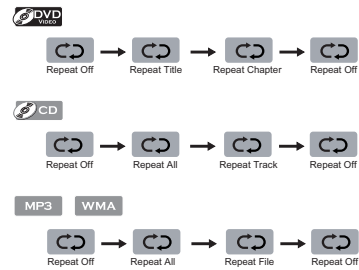 DVD
VIDEO
Repeat Off Repeat Title Repeat Chapter Repeat Off
CD
Repeat Off Repeat All Repeat Track Repeat Off
MP3 WMA
Repeat Off Repeat All Repeat File Repeat Off